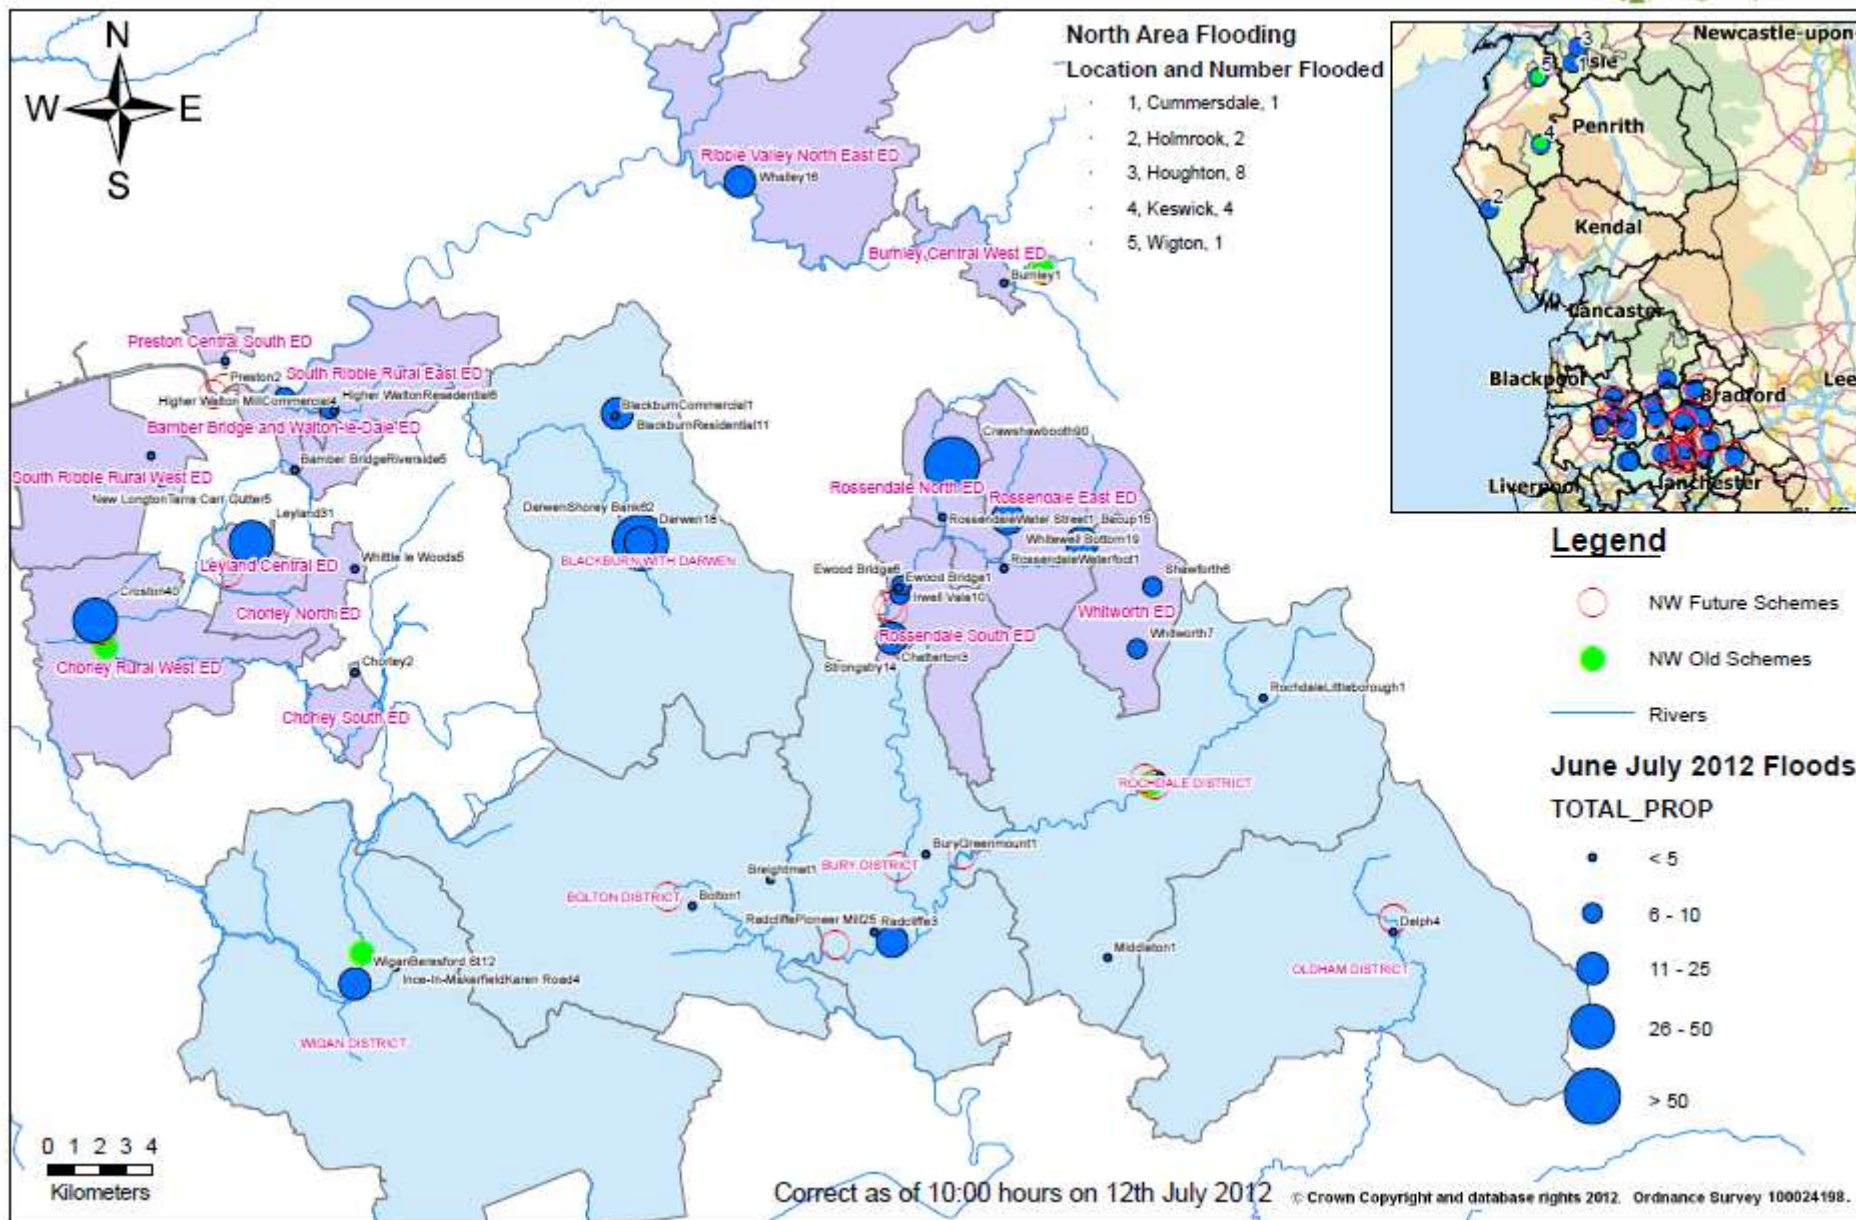 N
W E
S
North Area Flooding
Location and Number Flooded
1, Cummersdale, 1
2, Holmrook, 2
3, Houghton, 8
4, Keswick, 4
5, Wigton, 1
Newcastle-upon-
3
1
5
4
2
Penrith
Kendal
Lancaster
Blackpool
Bradford
Lee
Liverpool
Ribble Valley North East ED
Whalley16
Burnley Central West ED
Burnley1
Preston Central South ED
Preston2
South Ribble Rural East ED
Higher Walton MillCommercial4
Higher WaltonResedential6
Bamber Bridge and Walton-le-Dale ED
Bamber BridgeRiverside5
South Ribble Rural West ED
New LongtonTarra Carr Gutter5
Leyland31
Leyland Central ED
Whittle le Woods5
Croston40
Chorley North ED
Chorley Rural West ED
Chorley2
Chorley South ED
BlackburnCommercial1
BlackburnResidential11
DarwenShorey Bank62
Darwen16
BLACKBURN WITH DARWEN
Crawshawbooth90
Rossendale North ED
Rossendale East ED
RossendaleWater Street1
Bacup15
Whitewell Bottom19
RossendaleWaterfoot1
Ewood Bridge6
Ewood Bridge1
Irwell Vale10
Shawforth6
Whitworth ED
Rossendale South ED
Whitworth7
Chatterton3
Strongstry14
RochdaleLittleborough1
ROCHDALE DISTRICT
BuryGreenmount1
Breightmet1
BURY DISTRICT
BOLTON DISTRICT
Bolton1
RadcliffePioneer Mill25
Radcliffe3
Middleton1
Delph4
OLDHAM DISTRICT
WiganBeresford St12
Ince-In-MakerfieldKaren Road4
WIGAN DISTRICT
Legend
NW Future Schemes
NW Old Schemes
Rivers
June July 2012 Floods
TOTAL_PROP
< 5
6 - 10
11 - 25
26 - 50
> 50
0 1 2 3 4
Kilometers
Correct as of 10:00 hours on 12th July 2012
© Crown Copyright and database rights 2012. Ordnance Survey 100024198.